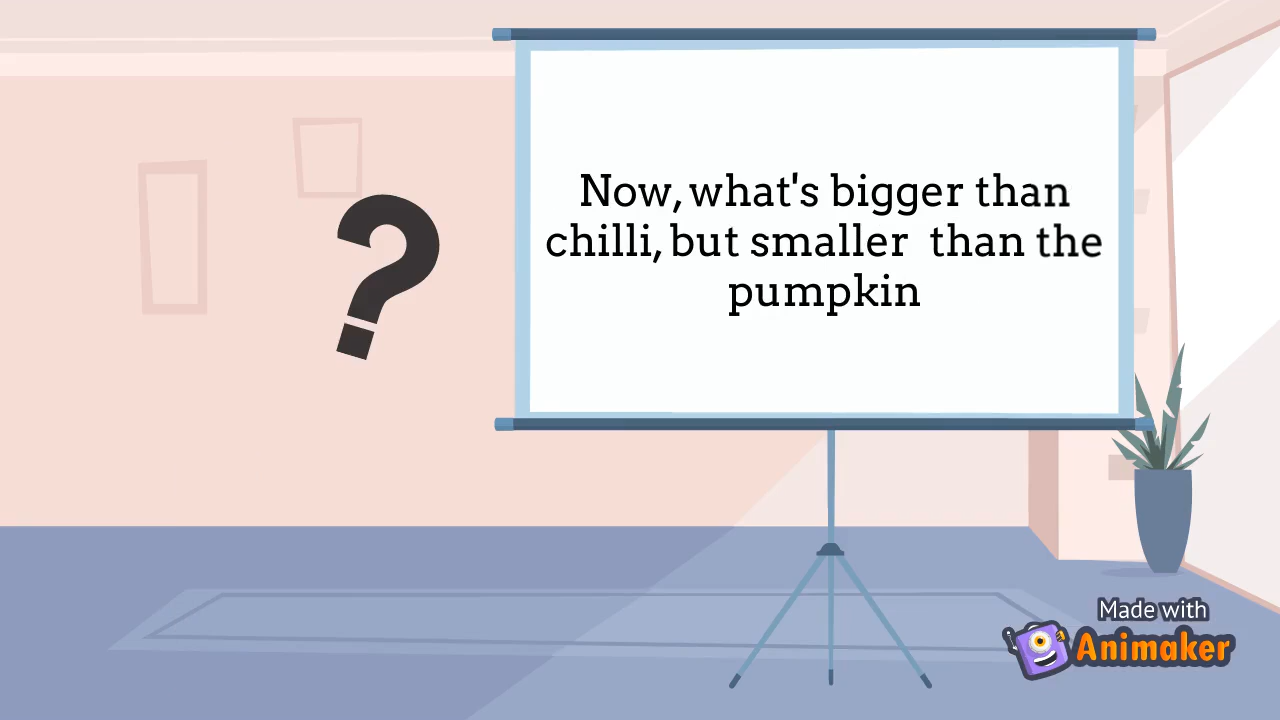 Now, what's bigger than
chilli, but smaller than the
pumpkin
?
Made with
Animaker